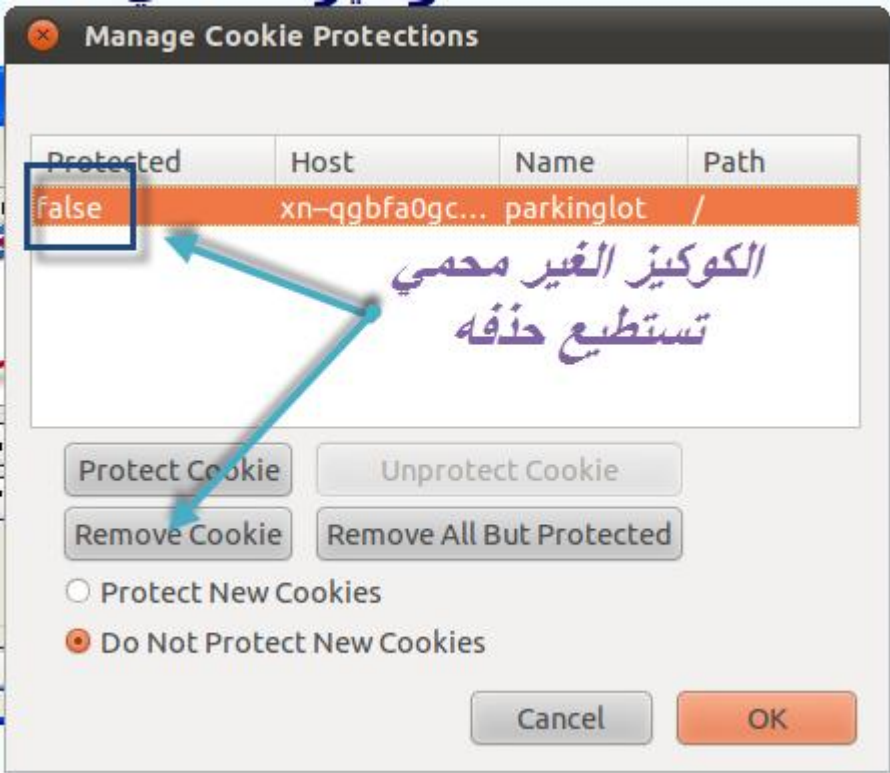 Manage Cookie Protections
Protected Host Name Path
false xn–qgbfa0gc... parkinglot /
الكوكيز الغير محمي
تستطيع حذفه
Protect Cookie Unprotect Cookie
Remove Cookie Remove All But Protected
Protect New Cookies
Do Not Protect New Cookies
Cancel OK